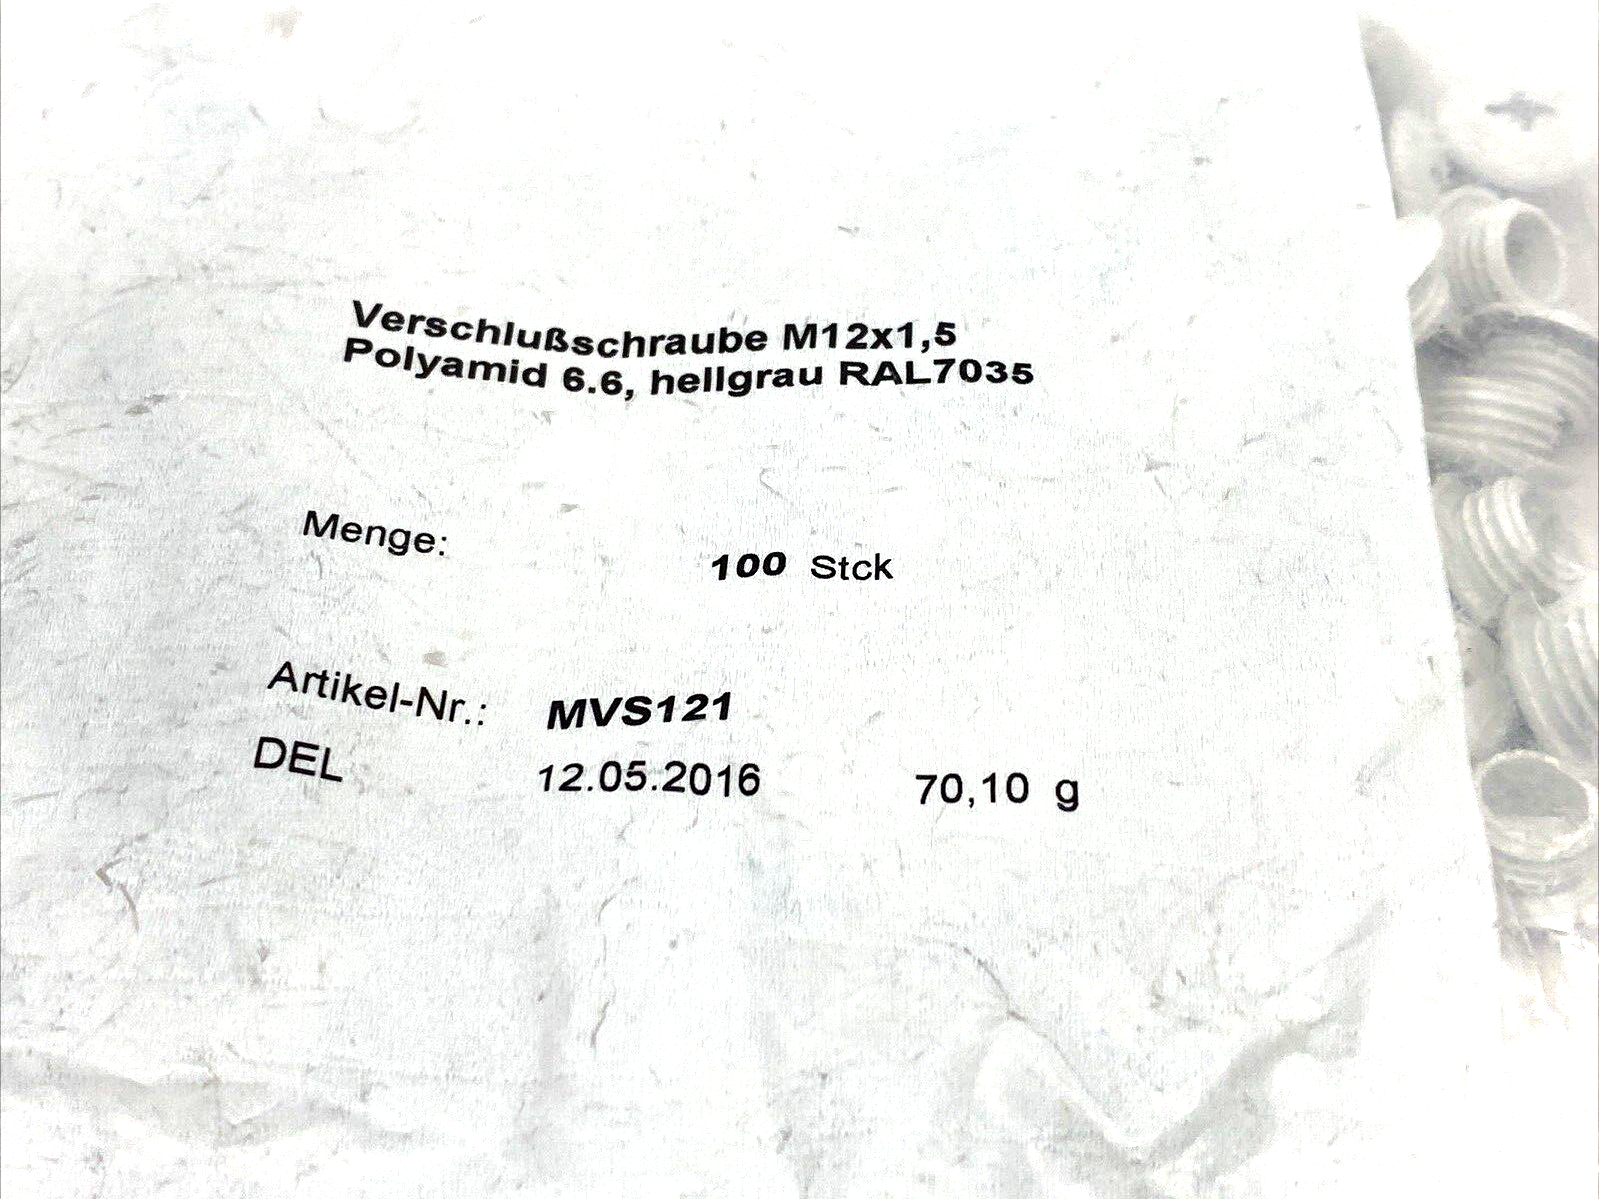 Verschlußschraube M12x1,5
Polyamid 6.6, hellgrau RAL7035
Menge: 100 Stck
Artikel-Nr.: MVS121
DEL 12.05.2016 70,10 g